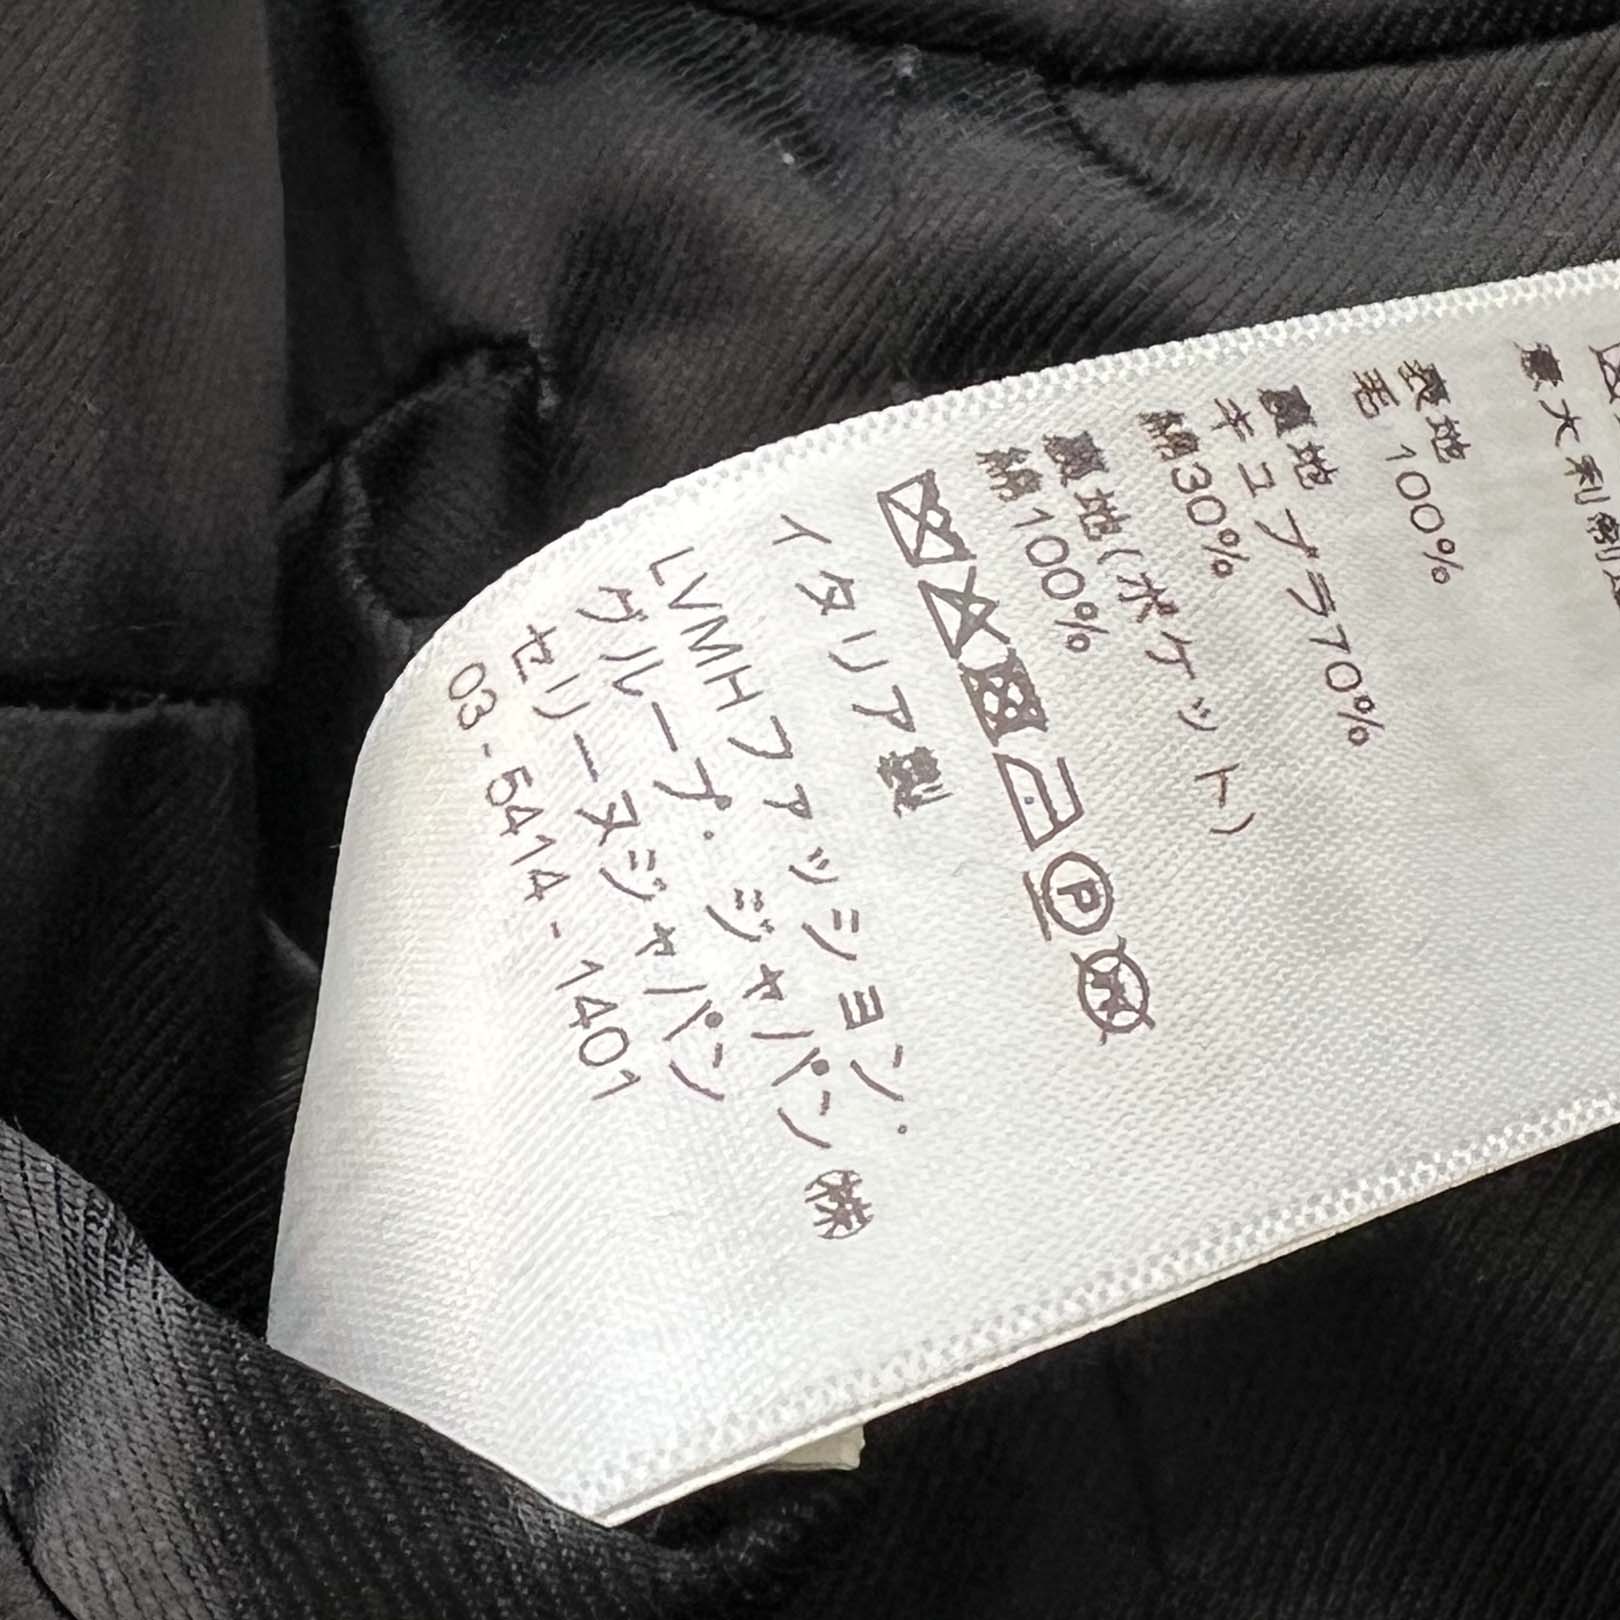 最大利
表地
毛 100%
裏地
キュプラ70%
綿30%
裏地(ポケット)
綿100%
P
イタリア製
LVMHファッション・
グループ・ジャパン㈱
セリーヌジャパン
03-5414-1401